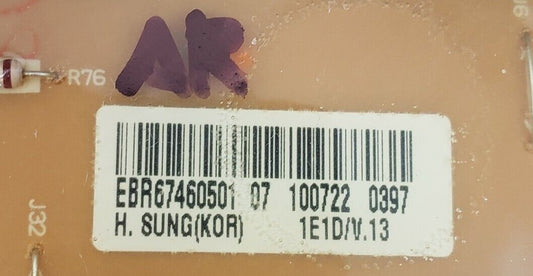 AR
R76
EBR67460501 07 100722 0397
H. SUNG(KOR) 1E1D/V.13
J32